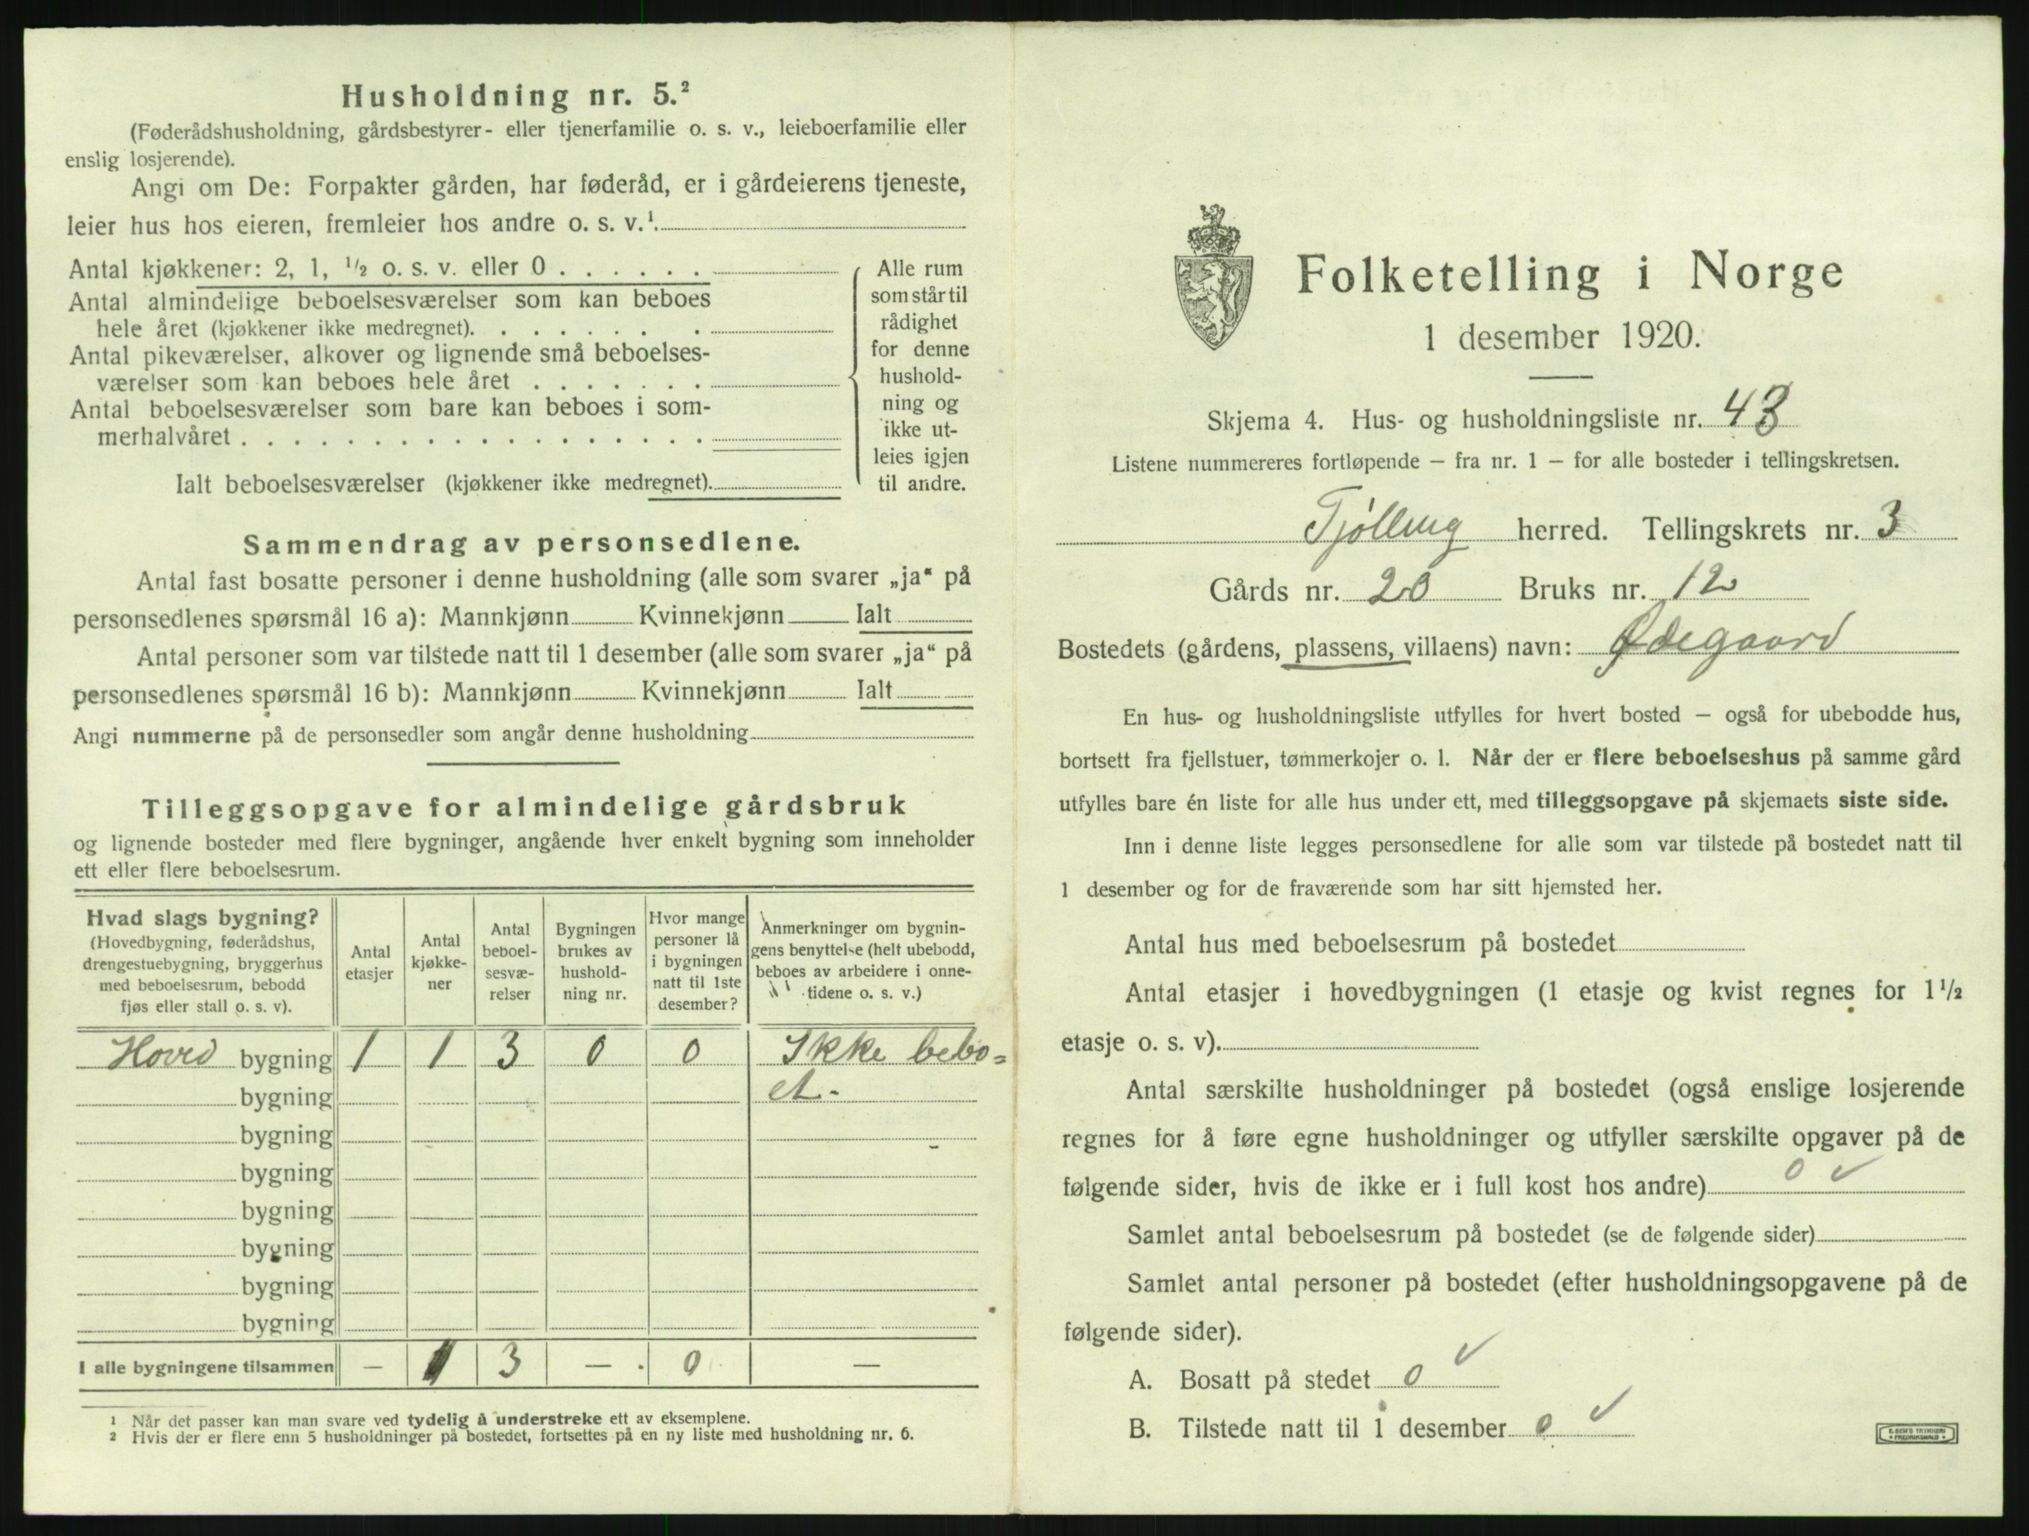 Husholdning nr. 5.²
(Føderådshusholdning, gårdsbestyrer- eller tjenerfamilie o. s. v., leieboerfamilie eller
enslig losjerende).
Angi om De: Forpakter gården, har føderåd, er i gårdeierens tjeneste,
leier hus hos eieren, fremleier hos andre o. s. v.¹.
Antal kjøkkener: 2, 1, ½ o. s. v. eller 0 . . . . . .
Antal almindelige beboelsesværelser som kan beboes
hele året (kjøkkener ikke medregnet). . . . . . . .
Antal pikeværelser, alkover og lignende små beboelses-
værelser som kan beboes hele året . . . . . . .
Antal beboelsesværelser som bare kan beboes i som-
merhalvåret . . . . . . . . . . . . . . . . . .
Ialt beboelsesværelser (kjøkkener ikke medregnet).
Alle rum
som står til
rådighet
for denne
hushold-
ning og
ikke ut-
leies igjen
til andre.
Sammendrag av personsedlene.
Antal fast bosatte personer i denne husholdning (alle som svarer „ja“ på
personsedlenes spørsmål 16 a): Mannkjønn Kvinnekjønn Ialt
Antal personer som var tilstede natt til 1 desember (alle som svarer „ja“ på
personsedlenes spørsmål 16 b): Mannkjønn Kvinnekjønn Ialt
Angi nummerne på de personsedler som angår denne husholdning
Tilleggsopgave for almindelige gårdsbruk
og lignende bosteder med flere bygninger, angående hver enkelt bygning som inneholder
ett eller flere beboelsesrum.
Hvad slags bygning?
(Hovedbygning, føderådshus,
drengestuebygning, bryggerhus
med beboelsesrum, bebodd
fjøs eller stall o. s. v).
Antal
etasjer
Antal
kjøkke-
ner
Antal
beboel-
sesvæ-
relser
Bygningen
brukes av
hushold-
ning nr.
Hvor mange
personer lå
i bygningen
natt til 1ste
desember?
Anmerkninger om bygnin-
gens benyttelse (helt ubebodd,
beboes av arbeidere i onne-
tidene o. s. v.)
Hoved bygning 1 1 3 0 0 Ikke bebo=
bygning et.
bygning
bygning
bygning
bygning
bygning
bygning
I alle bygningene tilsammen — 1 3 — 0 —
¹ Når det passer kan man svare ved tydelig å understreke ett av eksemplene.
² Hvis der er flere enn 5 husholdninger på bostedet, fortsettes på en ny liste med husholdning nr. 6.
Folketelling i Norge
1 desember 1920.
Skjema 4. Hus- og husholdningsliste nr. 43
Listene nummereres fortløpende – fra nr. 1 – for alle bosteder i tellingskretsen.
Tjølling herred. Tellingskrets nr. 3
Gårds nr. 20 Bruks nr. 12
Bostedets (gårdens, plassens, villaens) navn: Ødegaard
En hus- og husholdningsliste utfylles for hvert bosted – også for ubebodde hus,
bortsett fra fjellstuer, tømmerkojer o. l. Når der er flere beboelseshus på samme gård
utfylles bare én liste for alle hus under ett, med tilleggsopgave på skjemaets siste side.
Inn i denne liste legges personsedlene for alle som var tilstede på bostedet natt til
1 desember og for de fraværende som har sitt hjemsted her.
Antal hus med beboelsesrum på bostedet
Antal etasjer i hovedbygningen (1 etasje og kvist regnes for 1½
etasje o. s. v).
Antal særskilte husholdninger på bostedet (også enslige losjerende
regnes for å føre egne husholdninger og utfyller særskilte opgaver på de
følgende sider, hvis de ikke er i full kost hos andre) 0 ✓
Samlet antal beboelsesrum på bostedet (se de følgende sider)
Samlet antal personer på bostedet (efter husholdningsopgavene på de
følgende sider).
A. Bosatt på stedet 0 ✓
B. Tilstede natt til 1 desember 0 ✓
E. SEM'S TRYKKERI
FREDRIKSHALD